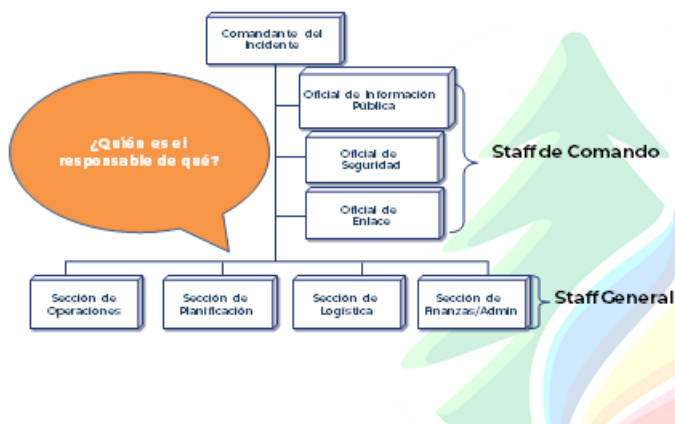 Comandante del
Incidente
Oficial de Información
Pública
¿Quién es el
responsable de qué?
Oficial de
Seguridad
Staff de Comando
Oficial de
Enlace
Sección de
Operaciones
Sección de
Planificación
Sección de
Logística
Sección de
Finanzas/Admin
Staff General